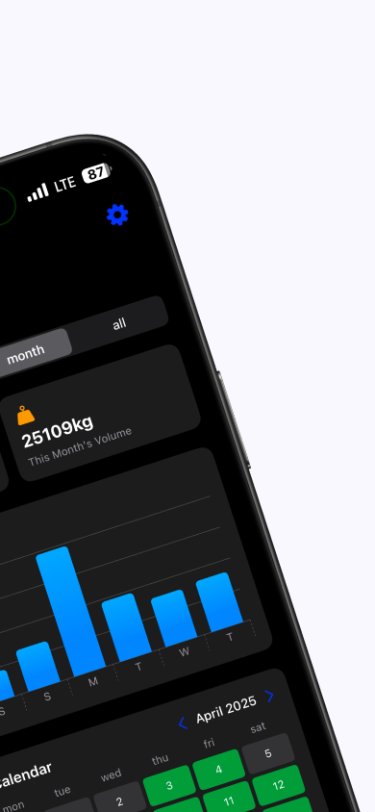 LTE 87
month all
25109kg
This Month's Volume
S S M T W T
April 2025
alendar
mon tue wed thu fri sat
2 3 4 5
11 12